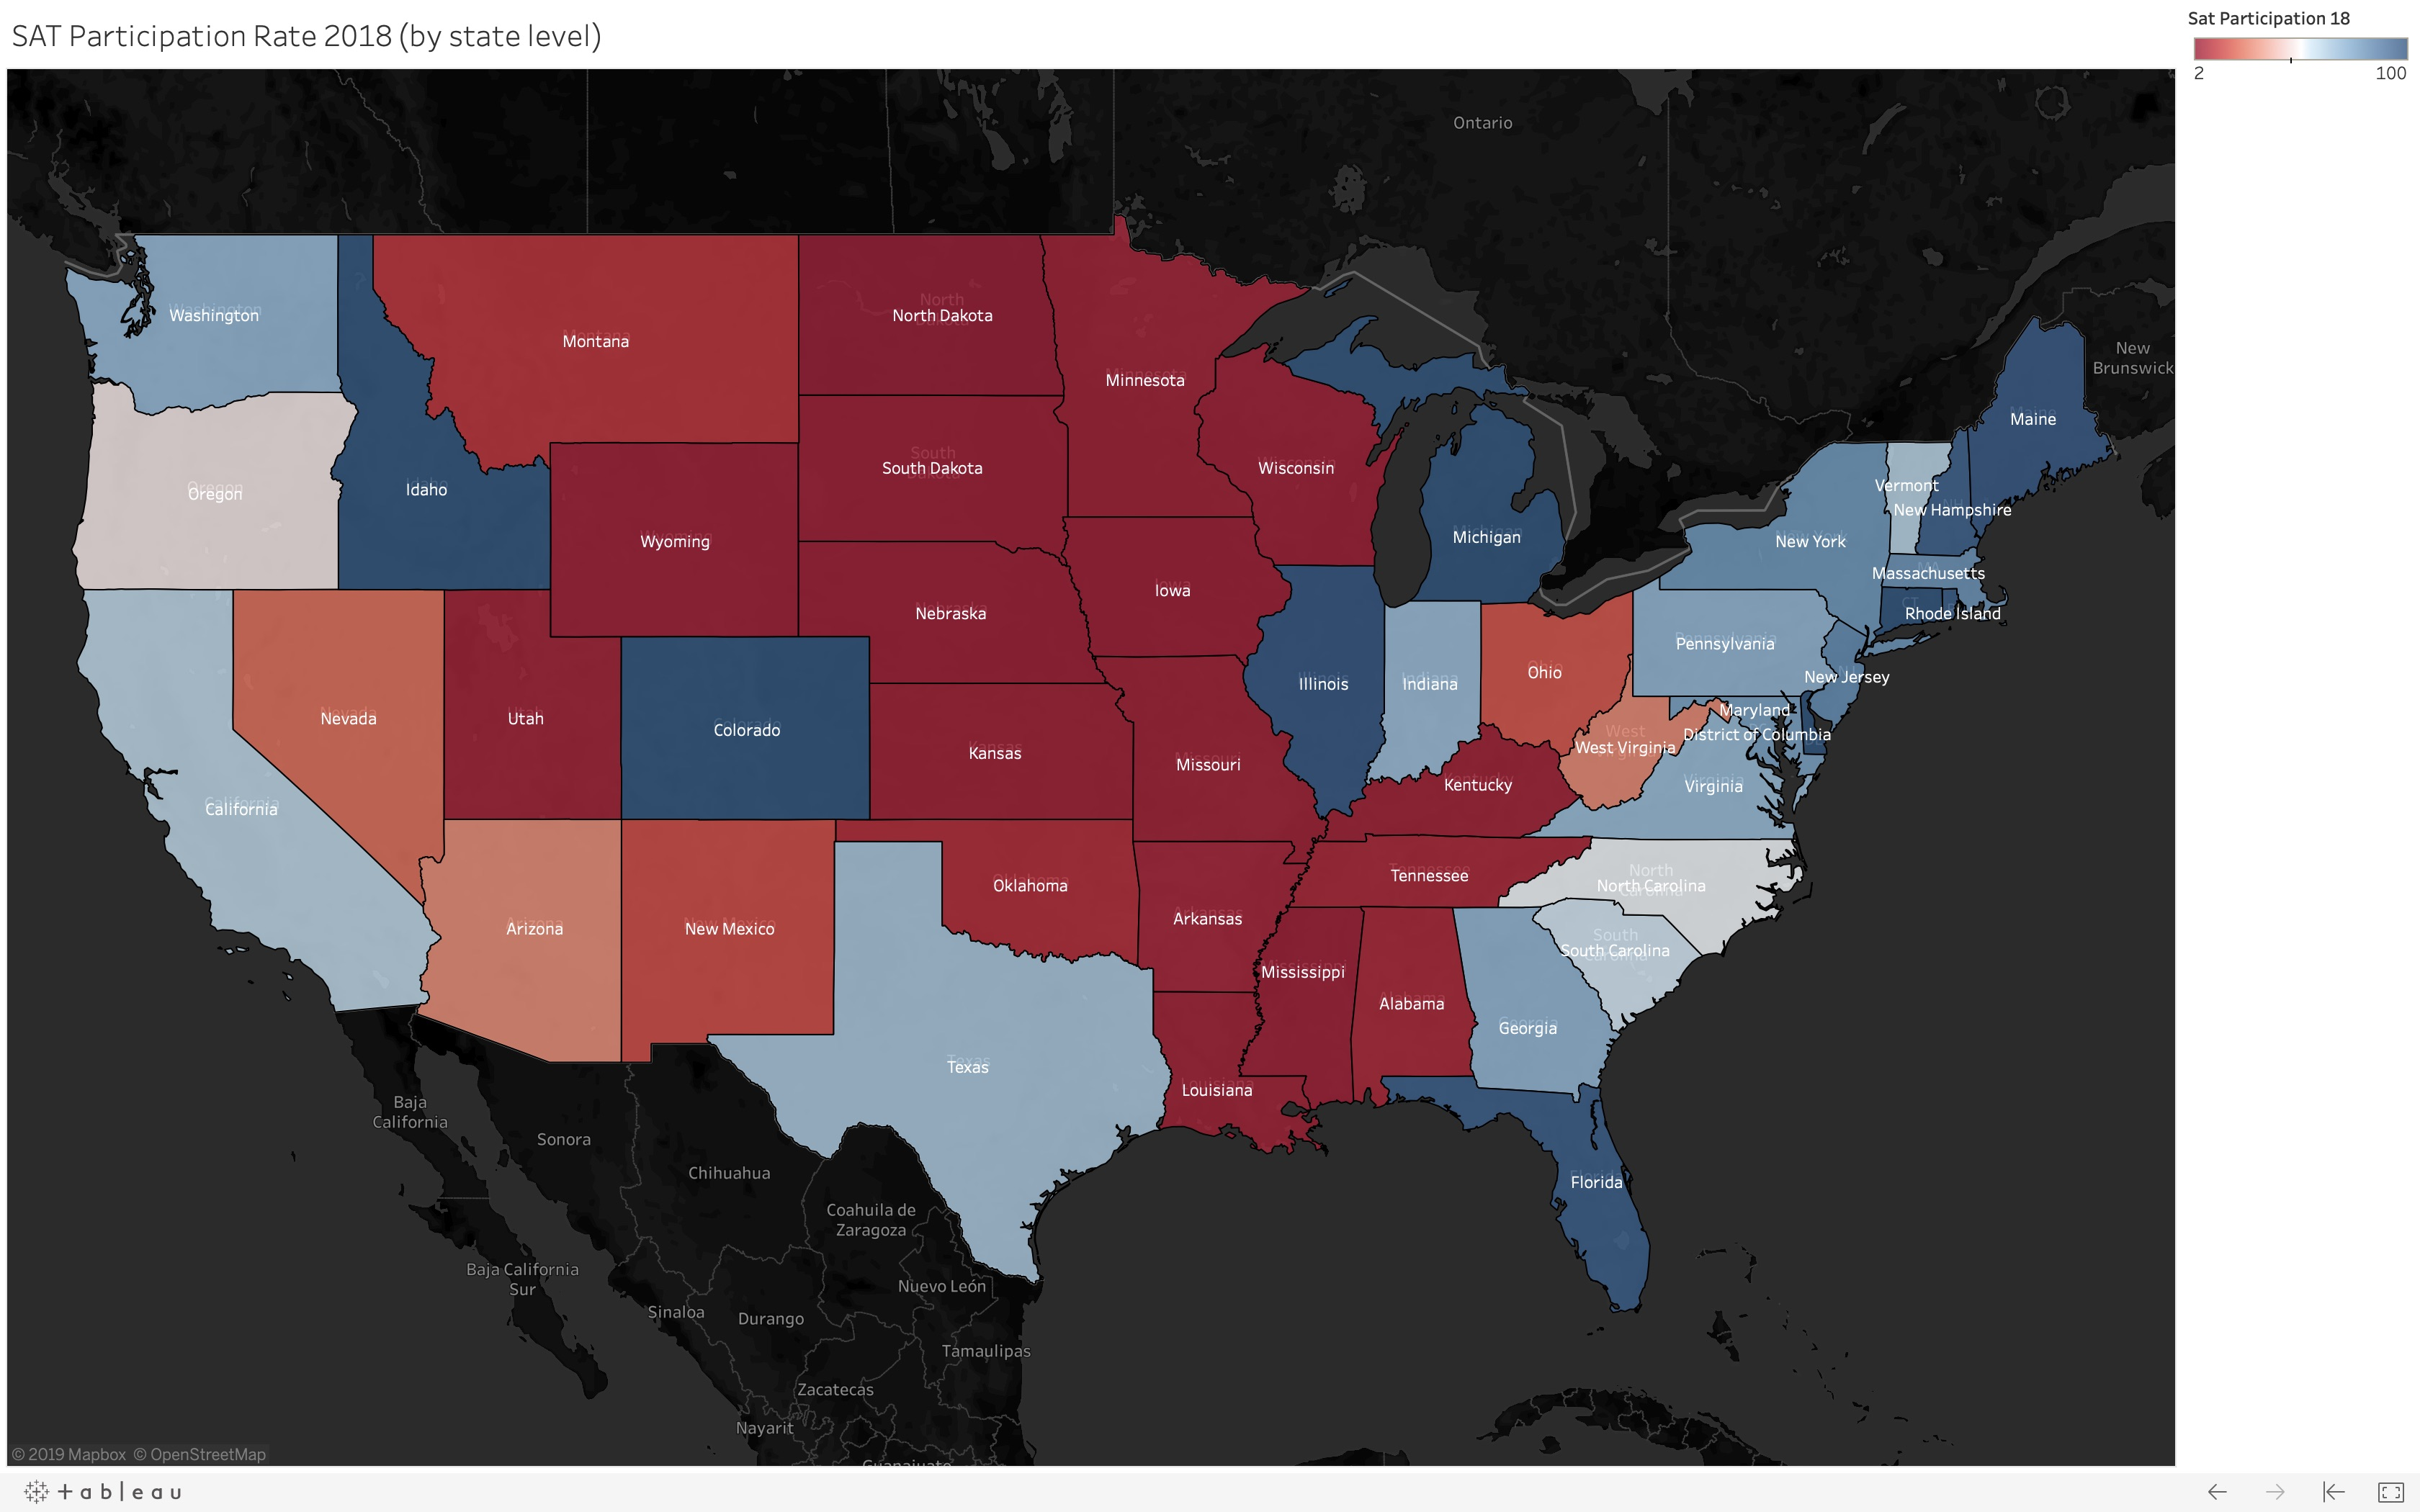 SAT Participation Rate 2018 (by state level)
Sat Participation 18
2 100
Ontario
New
Brunswick
Washington
Montana
North Dakota
Minnesota
Maine
Oregon
Idaho
South Dakota
Wisconsin
Vermont
New Hampshire
Wyoming
Michigan
New York
Massachusetts
Iowa
Nebraska
Rhode Island
Pennsylvania
Ohio
New Jersey
Illinois
Indiana
Nevada
Utah
Colorado
Maryland
District of Columbia
West Virginia
Kansas
Missouri
Kentucky
Virginia
California
Tennessee
North Carolina
Oklahoma
Arkansas
Arizona
New Mexico
South Carolina
Mississippi
Alabama
Georgia
Texas
Louisiana
Florida
Baja
California
Sonora
Chihuahua
Coahuila de
Zaragoza
Baja California
Sur
Nuevo León
Sinaloa
Durango
Tamaulipas
Zacatecas
Nayarit
Guanajuato
© 2019 Mapbox © OpenStreetMap
+ a b l e a u